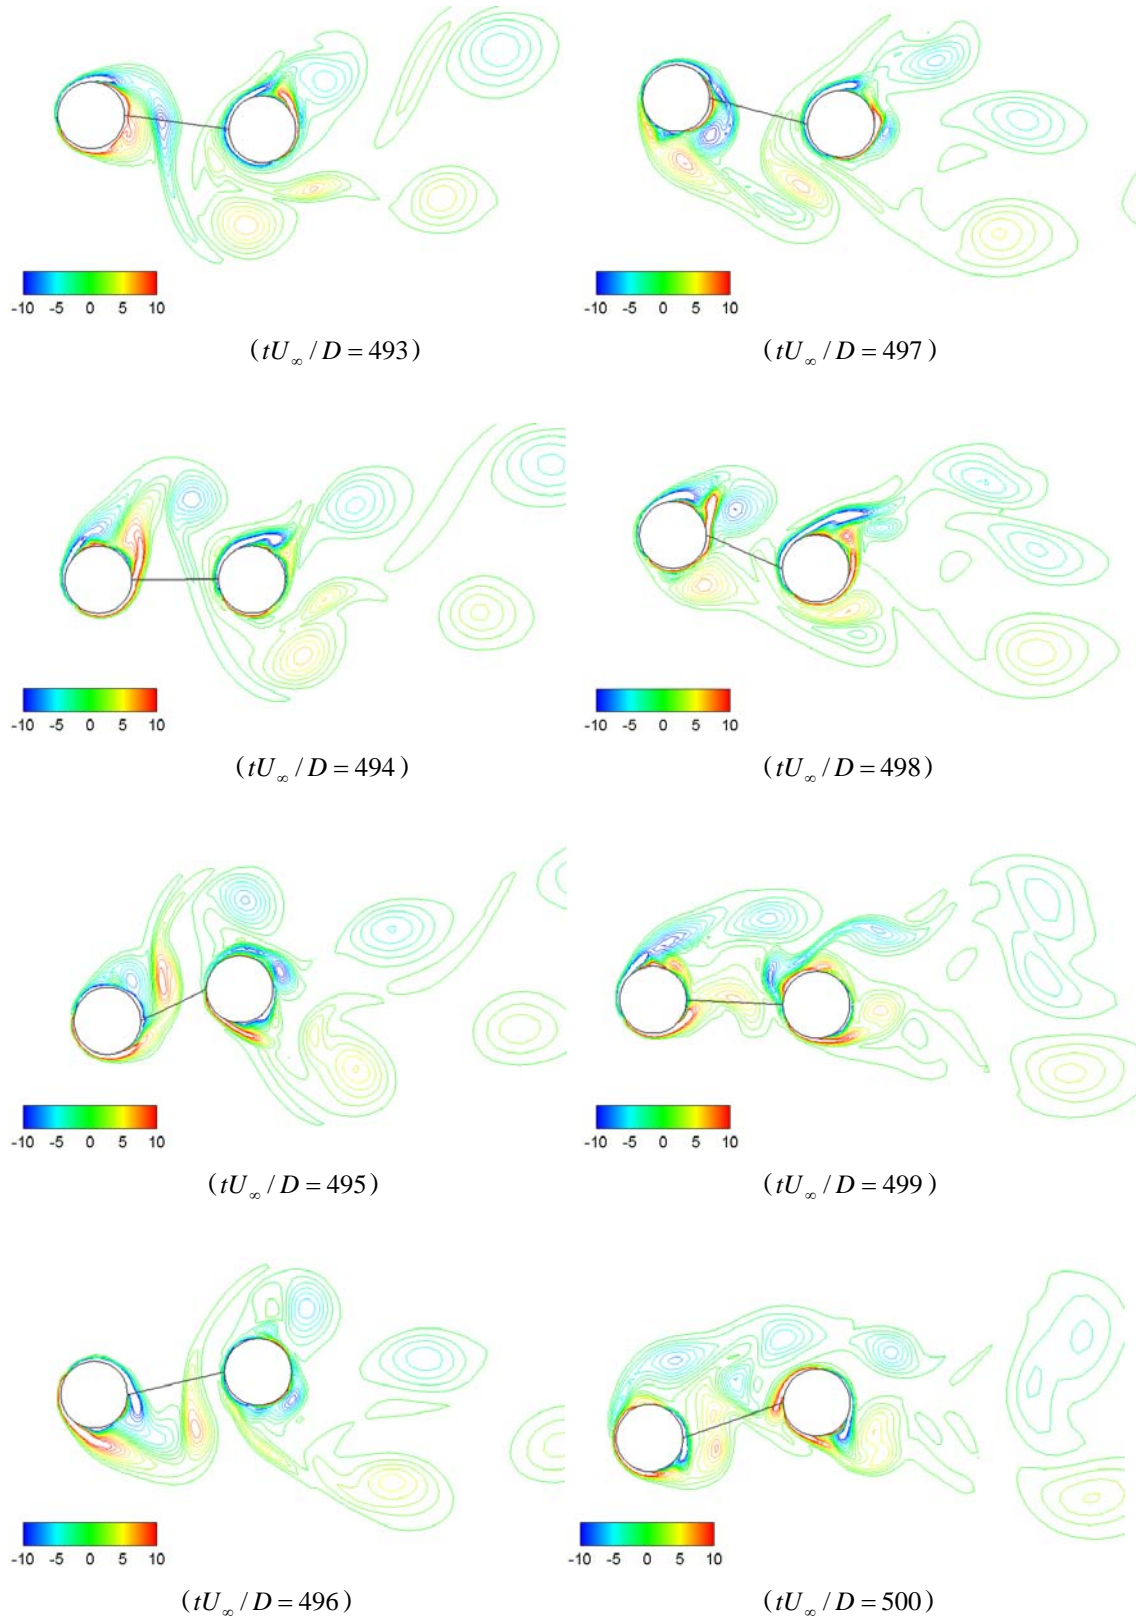 -10 -5 0 5 10
-10 -5 0 5 10
(tU∞ / D = 493)
(tU∞ / D = 497)
-10 -5 0 5 10
-10 -5 0 5 10
(tU∞ / D = 494)
(tU∞ / D = 498)
-10 -5 0 5 10
-10 -5 0 5 10
(tU∞ / D = 495)
(tU∞ / D = 499)
-10 -5 0 5 10
-10 -5 0 5 10
(tU∞ / D = 496)
(tU∞ / D = 500)